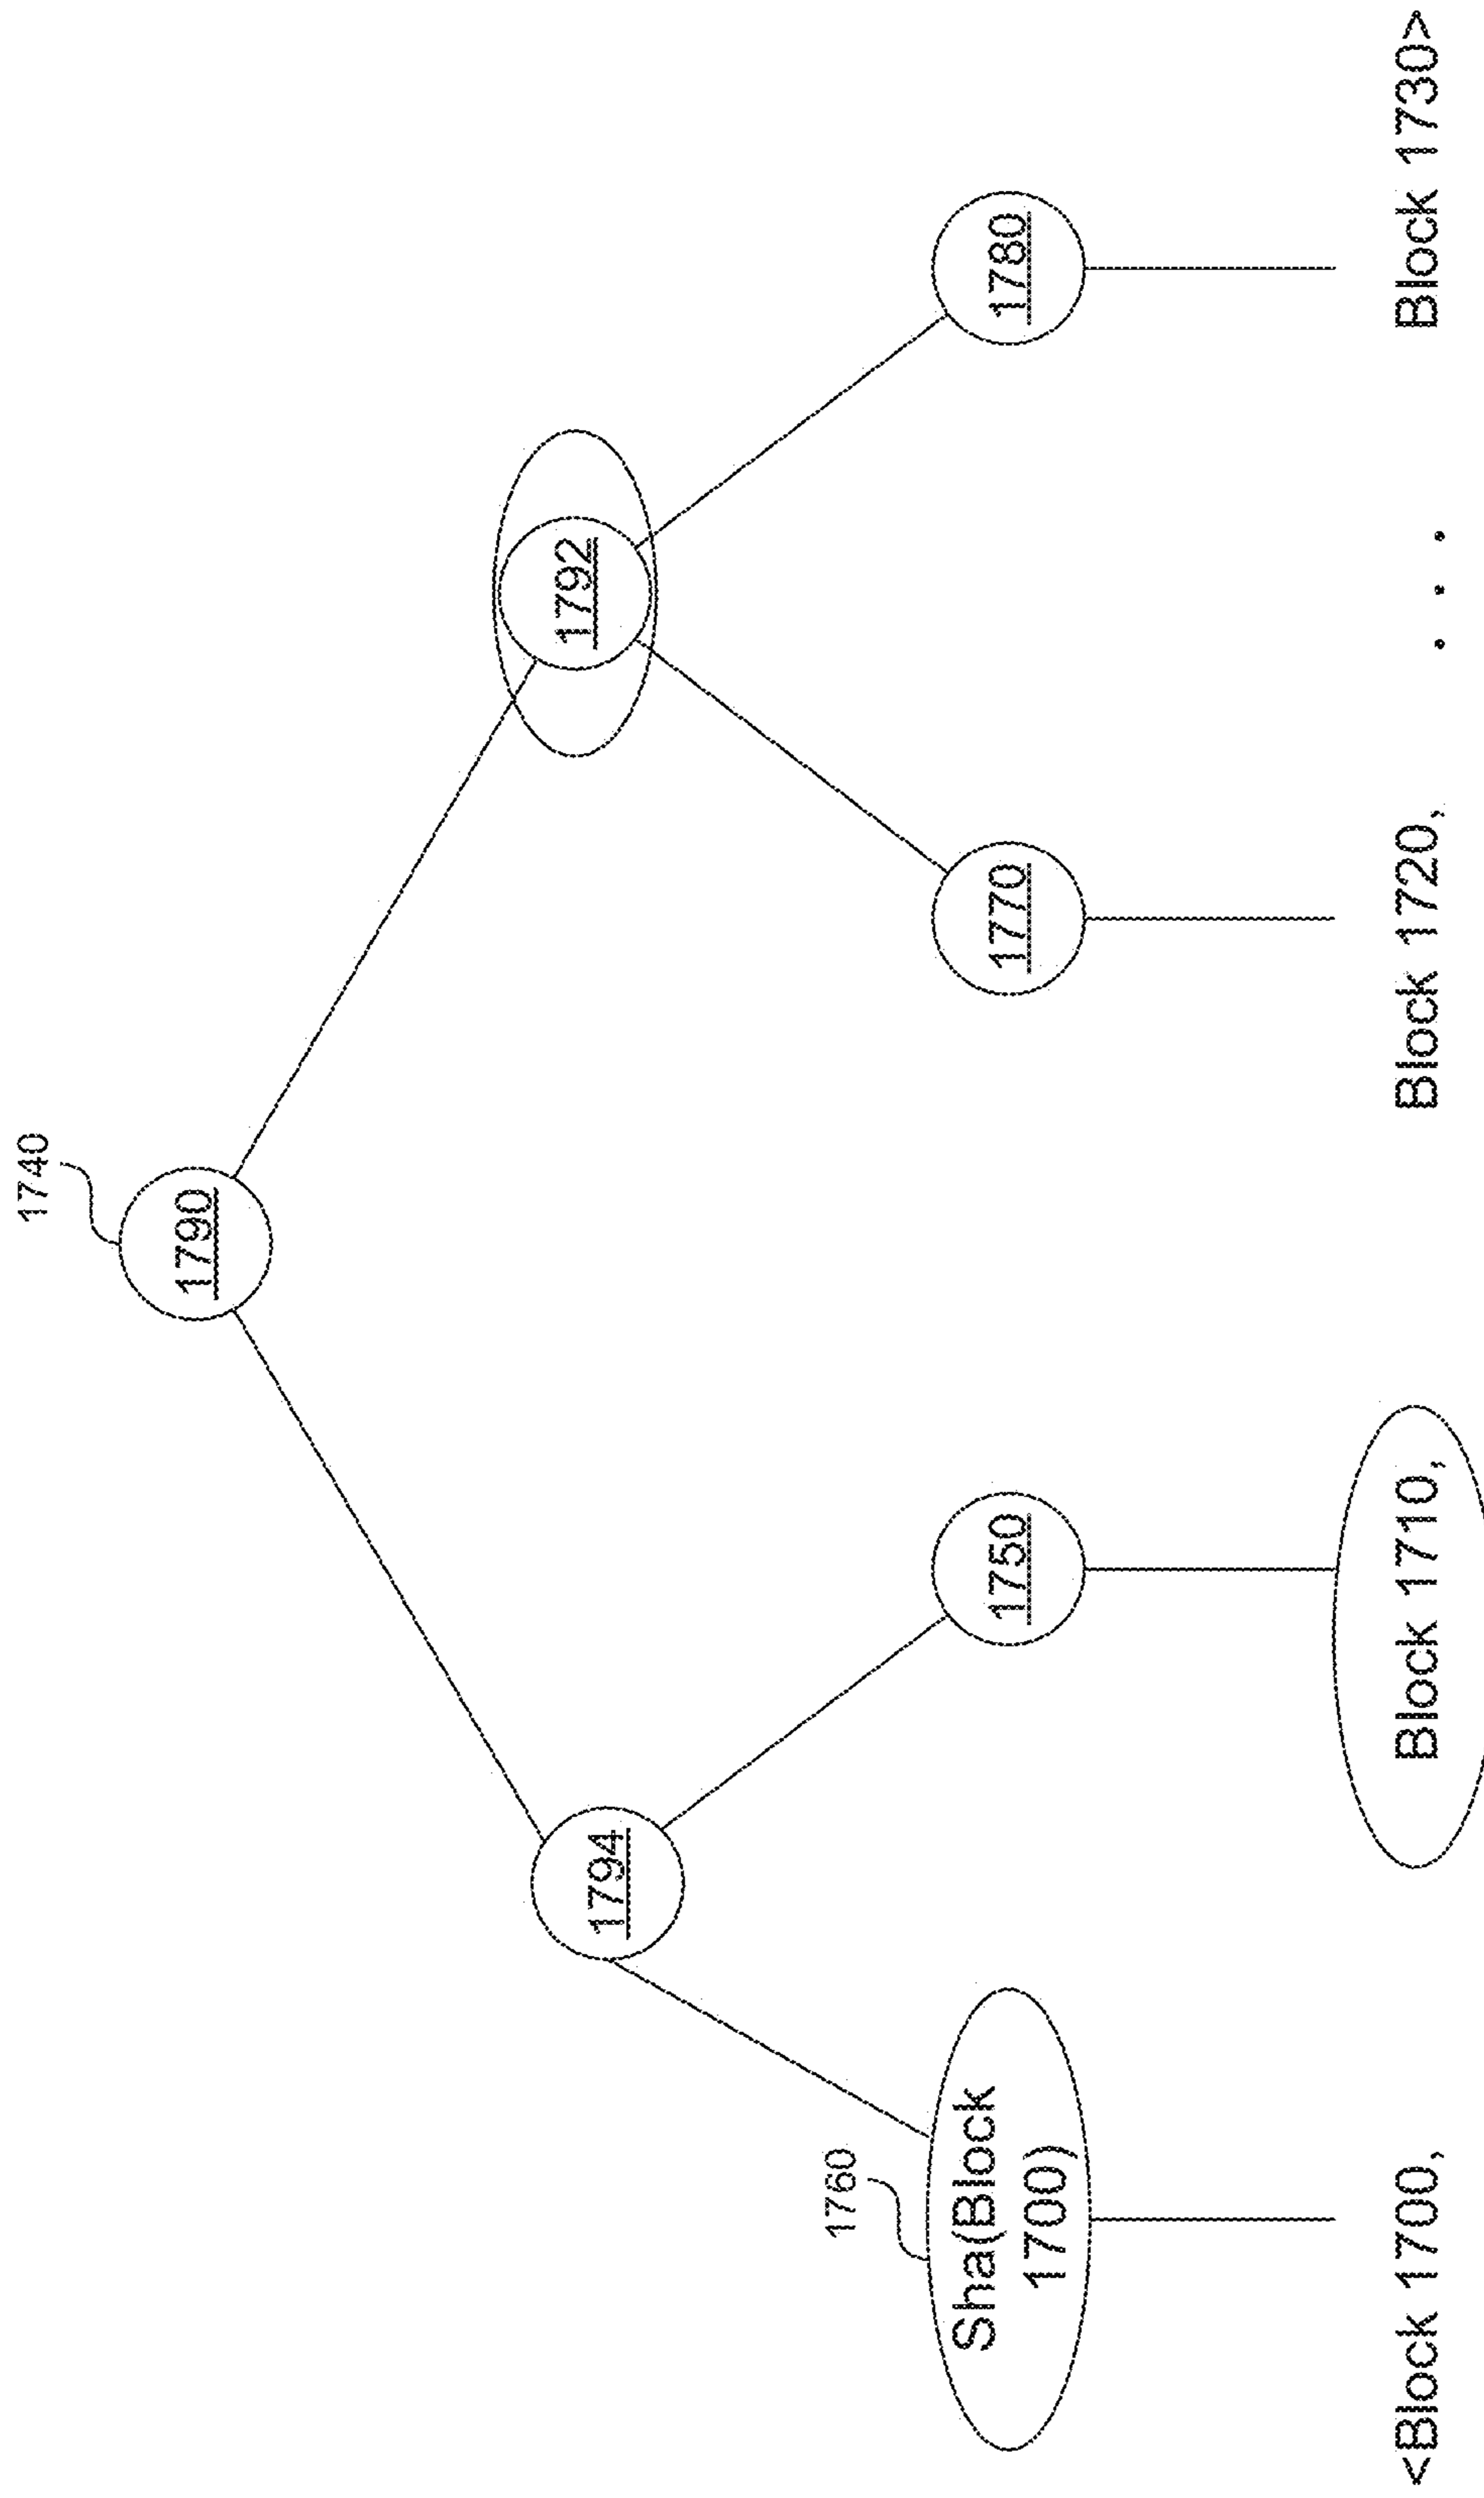 1740
1790
1794
1792
1760
Sha(Block
1700)
1750
1770
1780
<Block 1700,
Block 1710,
Block 1720,
. . .
Block 1730>